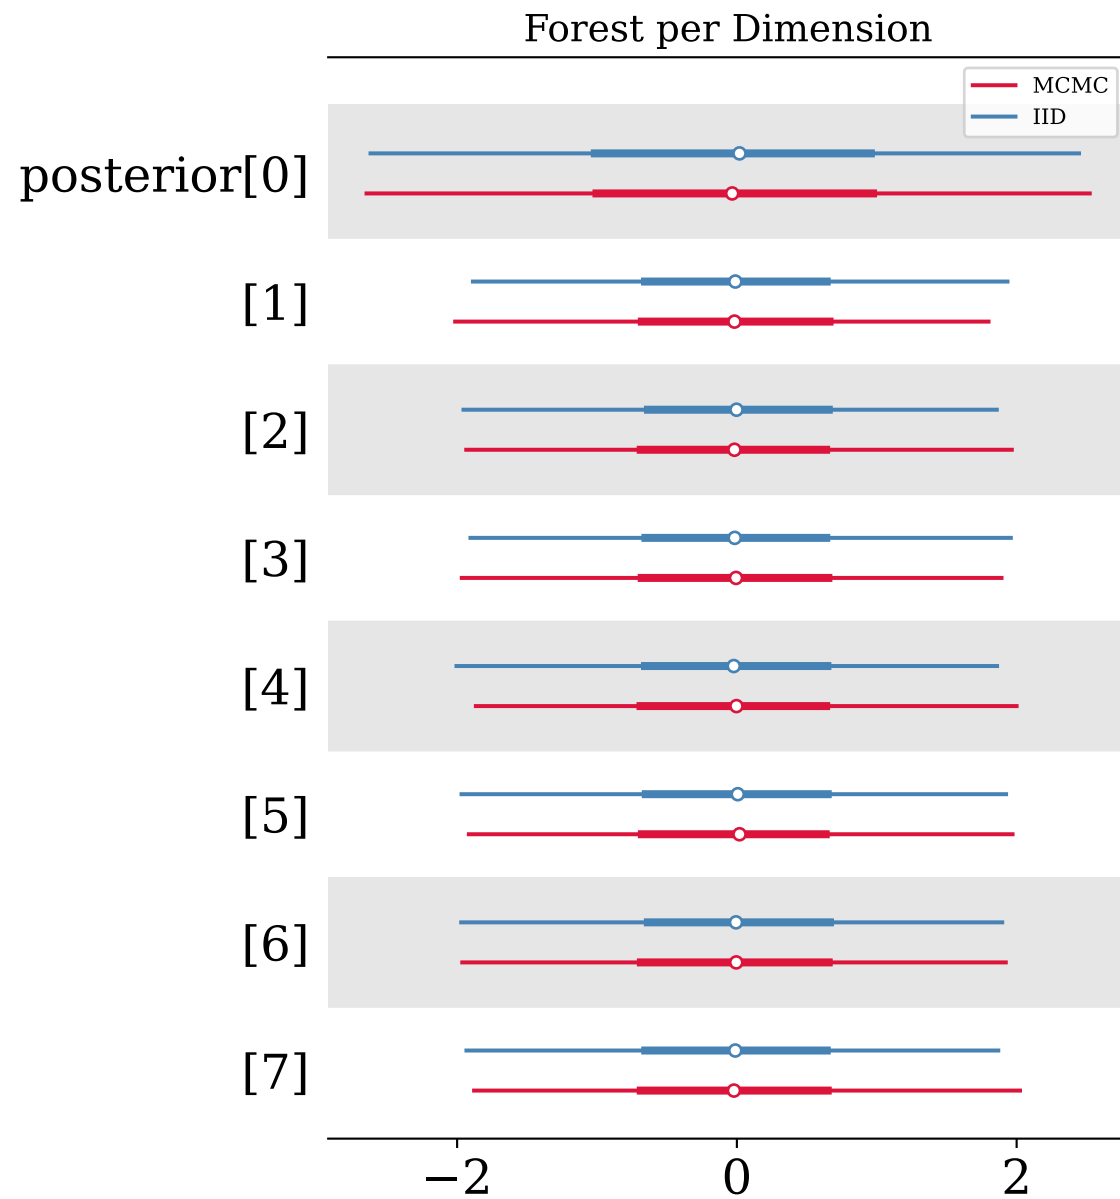 Forest per Dimension
MCMC
IID
posterior[0]
[1]
[2]
[3]
[4]
[5]
[6]
[7]
−2
0
2